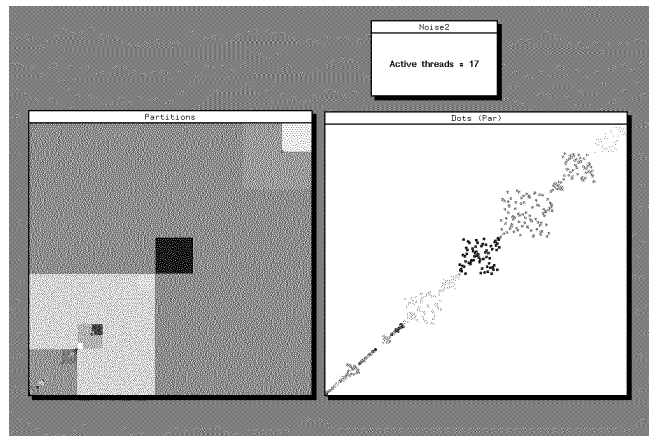 Noise2
Active threads = 17
Partitions
Dots (Par)